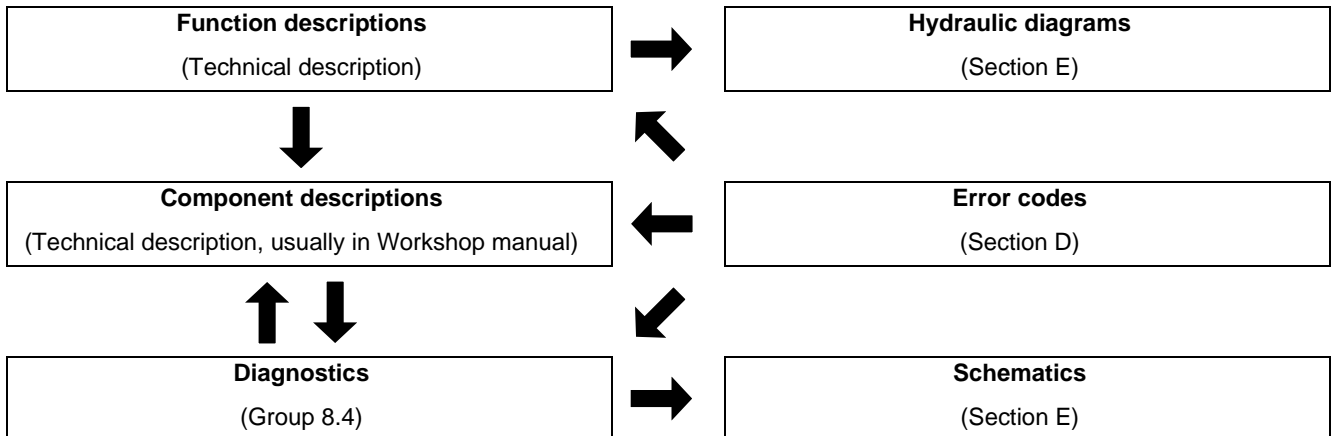 Function descriptions
(Technical description)
Hydraulic diagrams
(Section E)
Component descriptions
(Technical description, usually in Workshop manual)
Error codes
(Section D)
Diagnostics
(Group 8.4)
Schematics
(Section E)